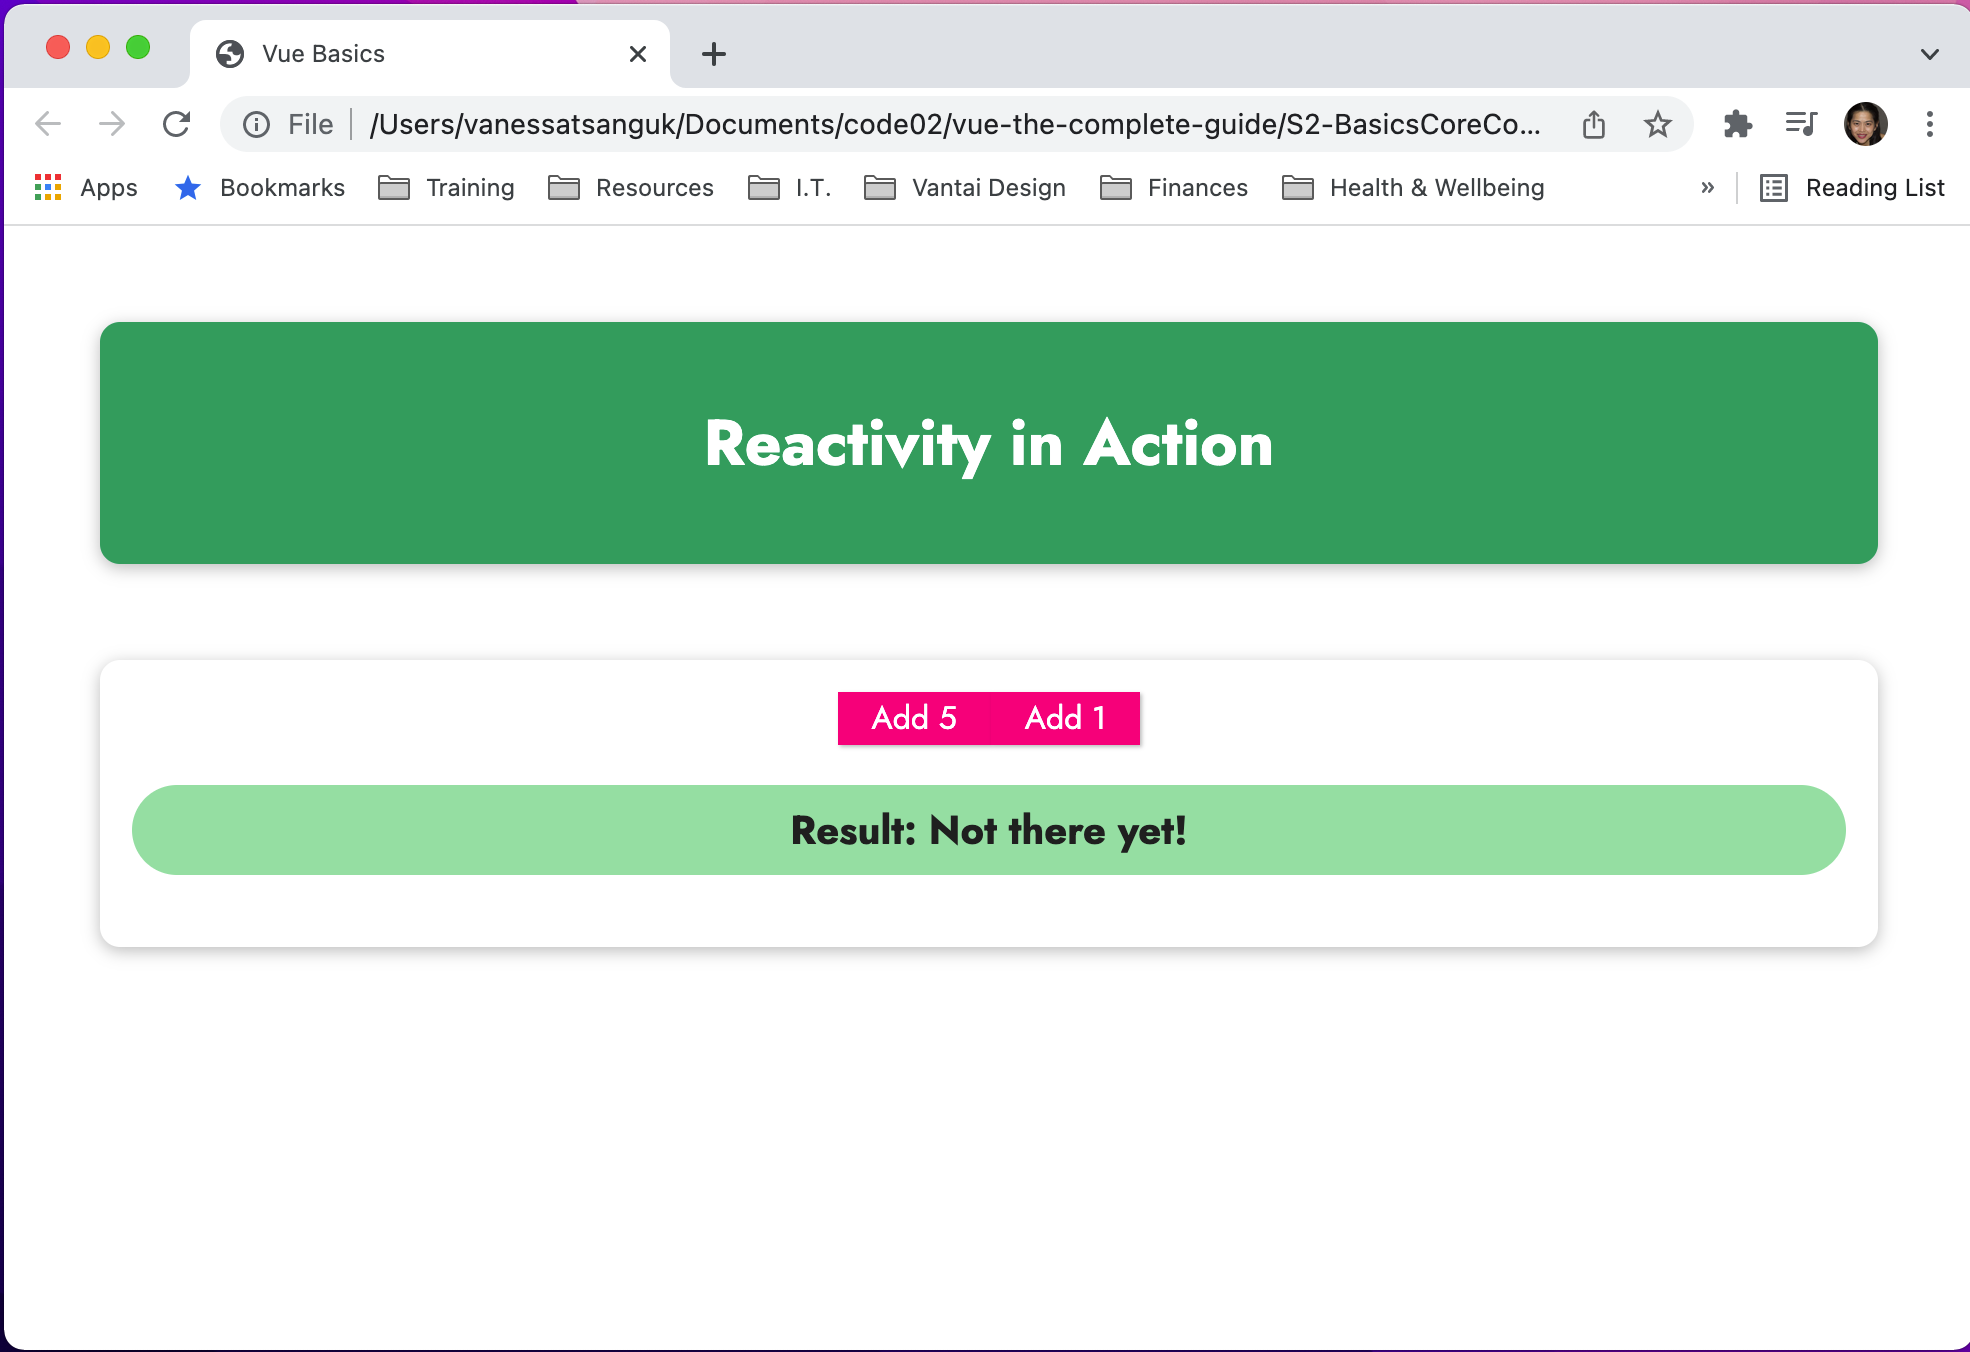 Vue Basics
File | /Users/vanessatsanguk/Documents/code02/vue-the-complete-guide/S2-BasicsCoreCo...
Apps Bookmarks Training Resources I.T. Vantai Design Finances Health & Wellbeing » Reading List
Reactivity in Action
Add 5 Add 1
Result: Not there yet!